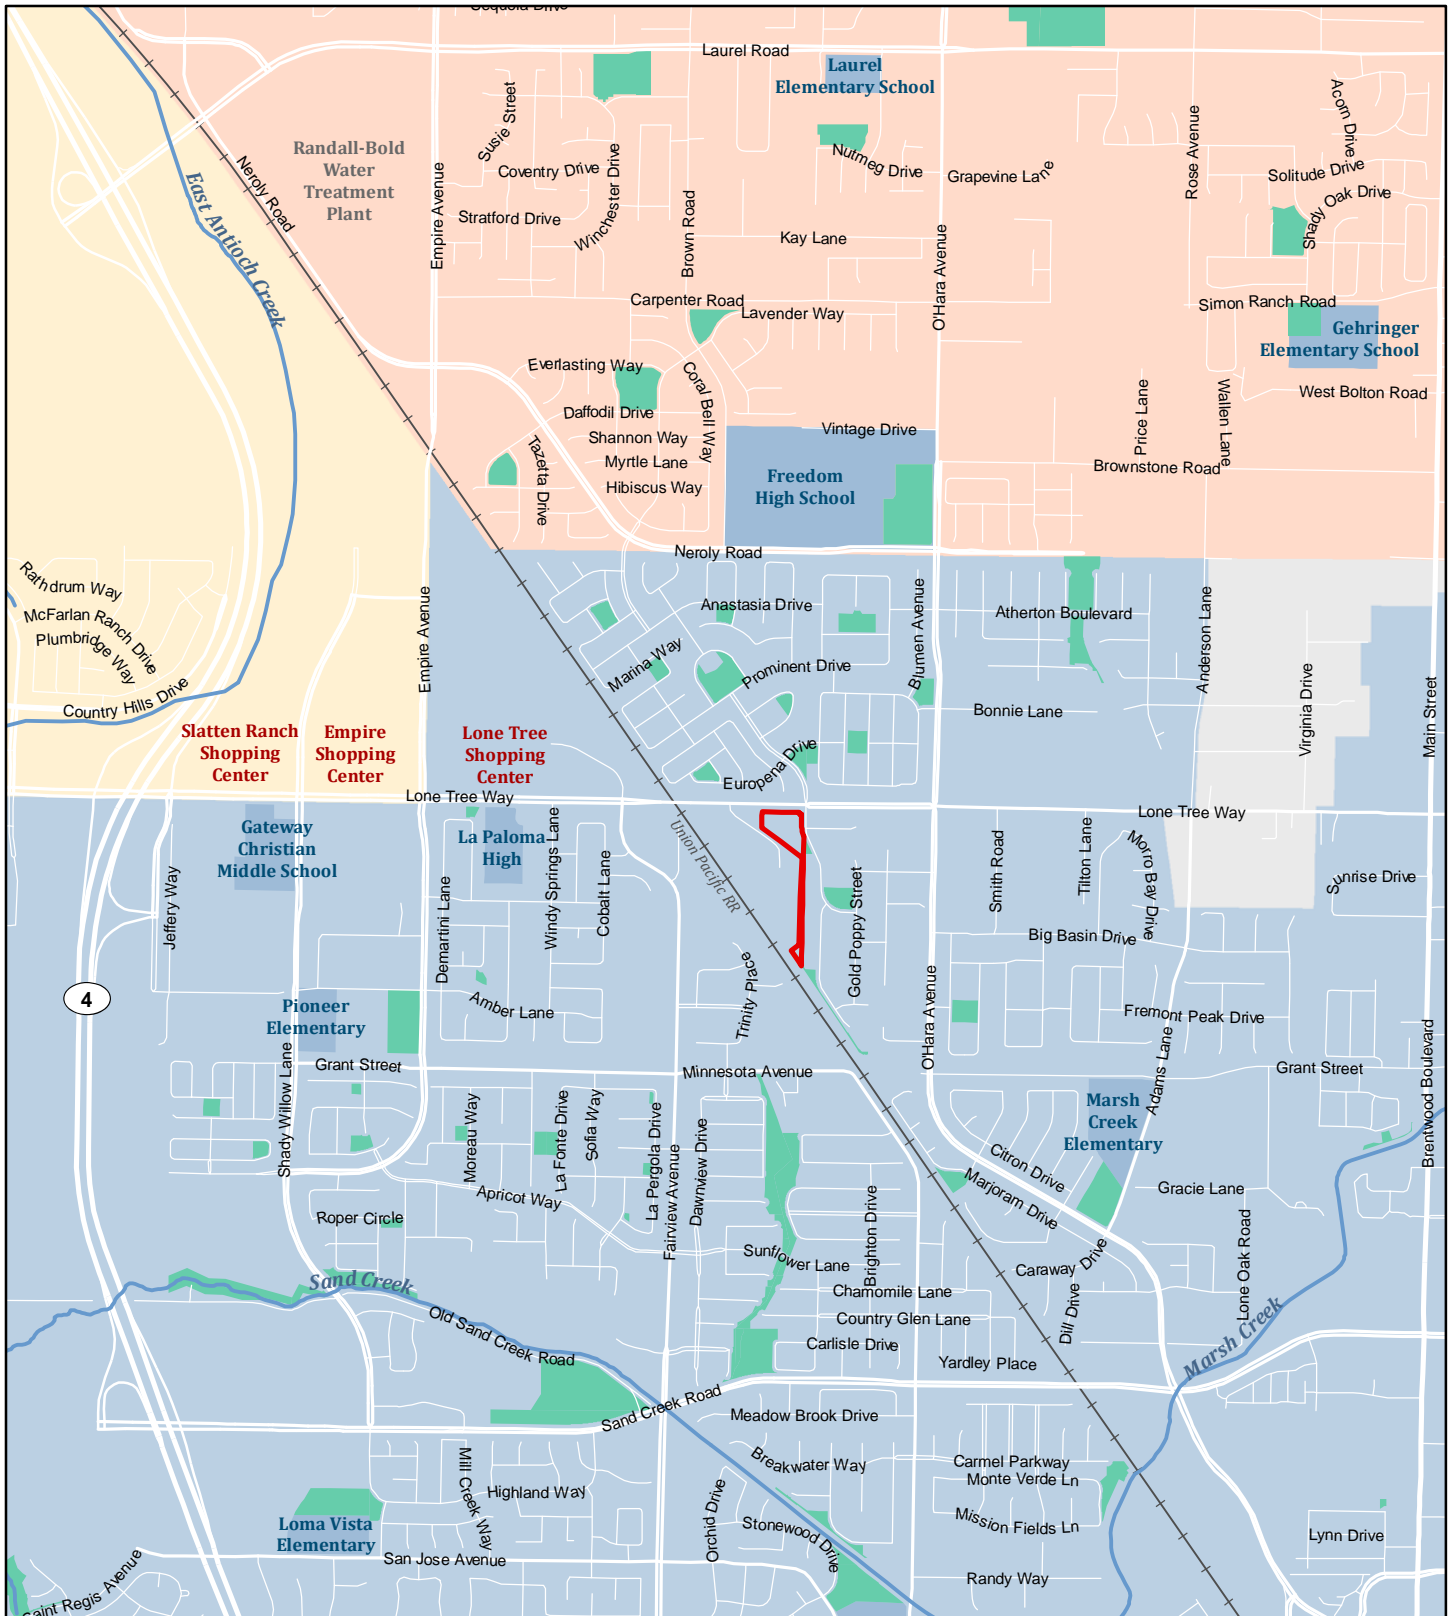 Sequoia Drive
Laurel Road
Laurel
Elementary School
Susie Street
Acorn Drive
Rose Avenue
Randall-Bold
Water
Treatment
Plant
Neroly Road
Empire Avenue
Coventry Drive
Winchester Drive
Nutmeg Drive
Grapevine Lane
Solitude Drive
Shady Oak Drive
East Antioch Creek
Stratford Drive
Brown Road
Kay Lane
O'Hara Avenue
Carpenter Road
Lavender Way
Simon Ranch Road
Gehringer
Elementary School
Everlasting Way
Coral Bell Way
Price Lane
Wallen Lane
West Bolton Road
Daffodil Drive
Shannon Way
Vintage Drive
Myrtle Lane
Hibiscus Way
Tazetta Drive
Freedom
High School
Brownstone Road
Neroly Road
Rathdrum Way
McFarlan Ranch Drive
Plumbridge Way
Country Hills Drive
Empire Avenue
Anastasia Drive
Blumen Avenue
Atherton Boulevard
Anderson Lane
Marina Way
Prominent Drive
Bonnie Lane
Virginia Drive
Main Street
Slatten Ranch
Shopping
Center
Empire
Shopping
Center
Lone Tree
Shopping
Center
Europena Drive
Lone Tree Way
Lone Tree Way
Gateway
Christian
Middle School
La Paloma
High
Windy Springs Lane
Cobalt Lane
Union Pacific RR
Smith Road
Tilton Lane
Morro Bay Drive
Sunrise Drive
Jeffery Way
Demartini Lane
Gold Poppy Street
Big Basin Drive
4
Trinity Place
O'Hara Avenue
Pioneer
Elementary
Amber Lane
Fremont Peak Drive
Grant Street
Minnesota Avenue
Grant Street
Adams Lane
Brentwood Boulevard
Shady Willow Lane
Moreau Way
La Fonte Drive
Sofia Way
La Pergola Drive
Fairview Avenue
Dawnview Drive
Marsh
Creek
Elementary
Citron Drive
Marjoram Drive
Apricot Way
Brighton Drive
Gracie Lane
Roper Circle
Lone Oak Road
Sunflower Lane
Caraway Drive
Sand Creek
Chamomile Lane
Dill Drive
Old Sand Creek Road
Country Glen Lane
Carlisle Drive
Yardley Place
Marsh Creek
Sand Creek Road
Meadow Brook Drive
Mill Creek Way
Breakwater Way
Carmel Parkway
Monte Verde Ln
Highland Way
Orchid Drive
Mission Fields Ln
Loma Vista
Elementary
Stonewood Drive
Lynn Drive
San Jose Avenue
Saint Regis Avenue
Randy Way